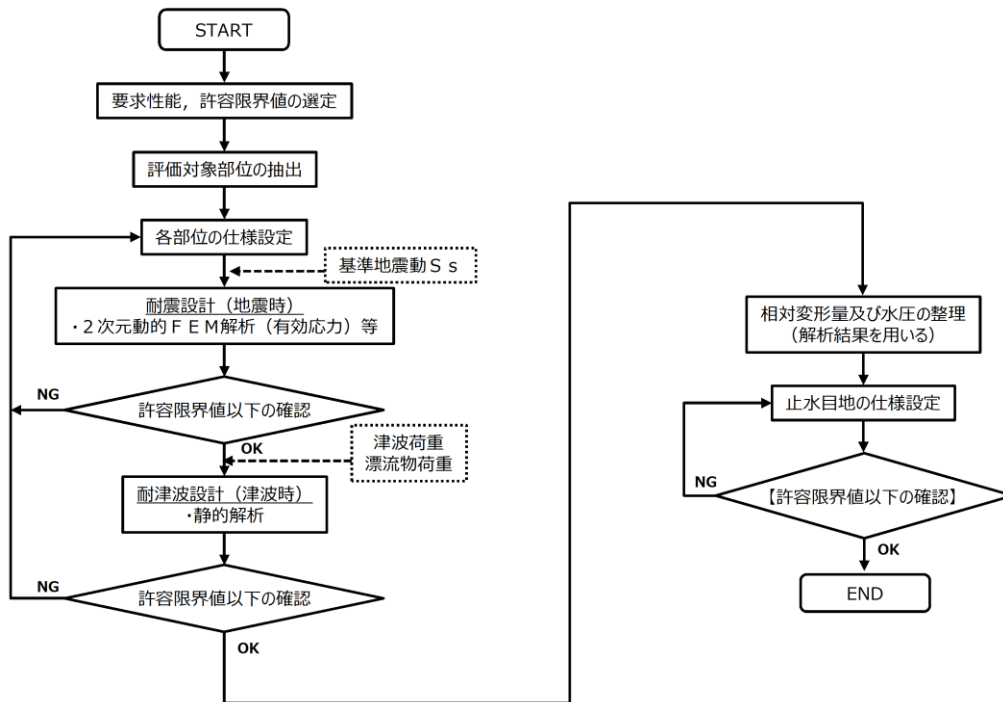 START
要求性能，許容限界値の選定
評価対象部位の抽出
各部位の仕様設定
基準地震動Ｓｓ
耐震設計（地震時）
・２次元動的ＦＥＭ解析（有効応力）等
NG
許容限界値以下の確認
OK
津波荷重
漂流物荷重
耐津波設計（津波時）
・静的解析
NG
許容限界値以下の確認
OK
相対変形量及び水圧の整理
（解析結果を用いる）
止水目地の仕様設定
NG
【許容限界値以下の確認】
OK
END